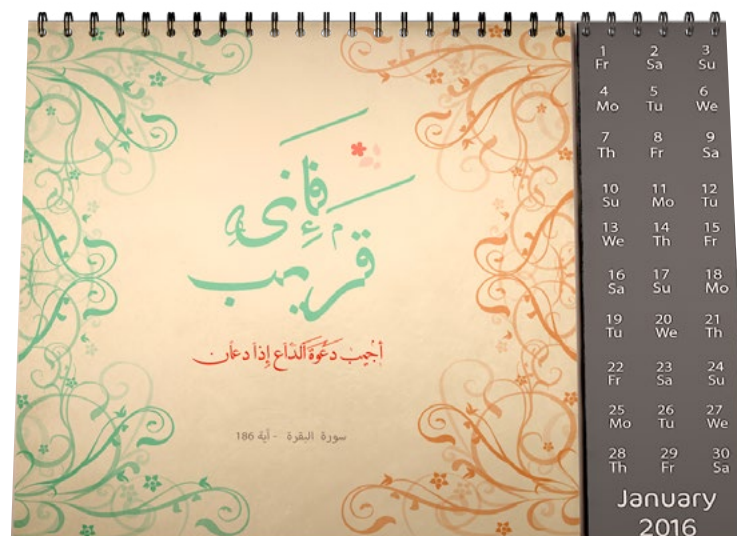 فإني
قريب
أجيب دعوة الداع إذا دعان
سورة البقرة - أية 186
1 2 3
Fr Sa Su
4 5 6
Mo Tu We
7 8 9
Th Fr Sa
10 11 12
Su Mo Tu
13 14 15
We Th Fr
16 17 18
Sa Su Mo
19 20 21
Tu We Th
22 23 24
Fr Sa Su
25 26 27
Mo Tu We
28 29 30
Th Fr Sa
January
2016